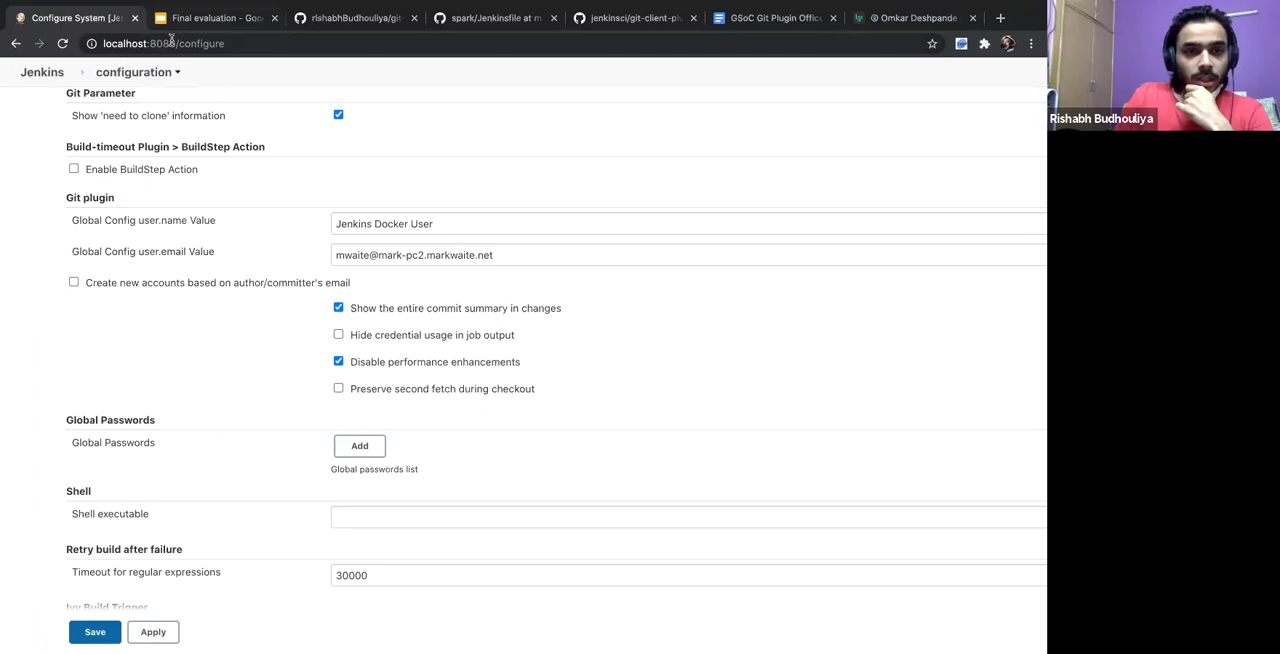 Configure System [Jen
Final evaluation - Goo
rishabhBudhouliya/git-
spark/Jenkinsfile at m
jenkinsci/git-client-plu
GSoC Git Plugin Office
Omkar Deshpande
localhost:8080/configure
Jenkins
configuration
Git Parameter
Show 'need to clone' information
Build-timeout Plugin > BuildStep Action
Enable BuildStep Action
Git plugin
Global Config user.name Value
Jenkins Docker User
Global Config user.email Value
mwaite@mark-pc2.markwaite.net
Create new accounts based on author/committer's email
Show the entire commit summary in changes
Hide credential usage in job output
Disable performance enhancements
Preserve second fetch during checkout
Global Passwords
Global Passwords
Add
Global passwords list
Shell
Shell executable
Retry build after failure
Timeout for regular expressions
30000
Ivy Build Trigger
Save
Apply
Rishabh Budhouliya